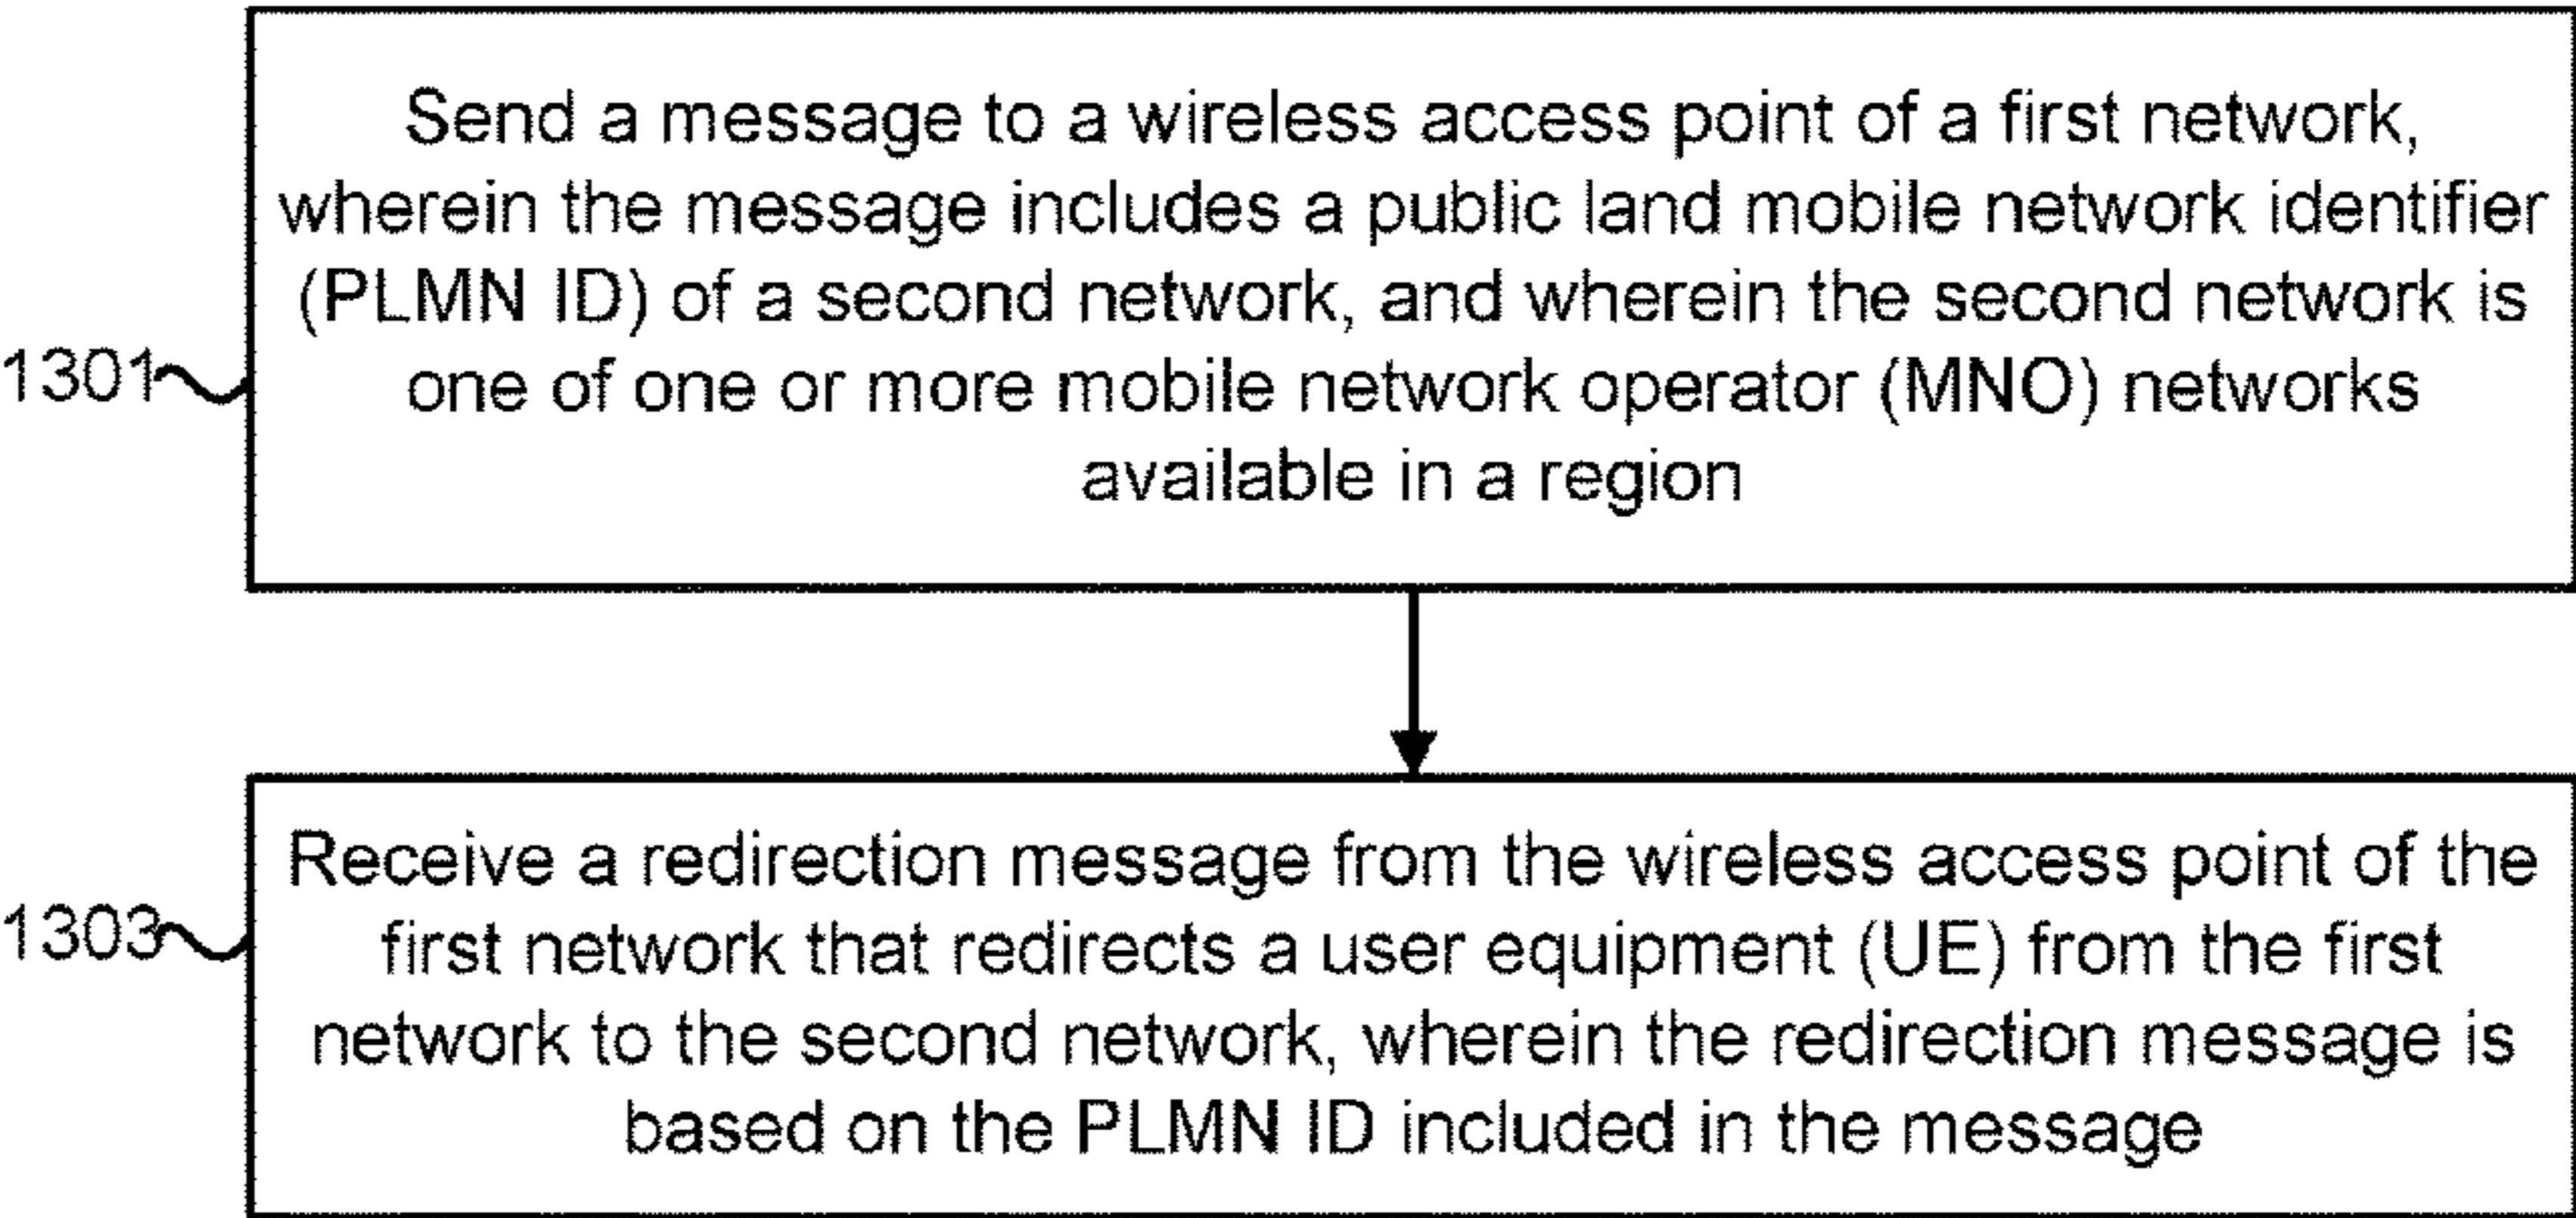 Send a message to a wireless access point of a first network,
wherein the message includes a public land mobile network identifier
(PLMN ID) of a second network, and wherein the second network is
1301
one of one or more mobile network operator (MNO) networks
available in a region
Receive a redirection message from the wireless access point of the
1303
first network that redirects a user equipment (UE) from the first
network to the second network, wherein the redirection message is
based on the PLMN ID included in the message